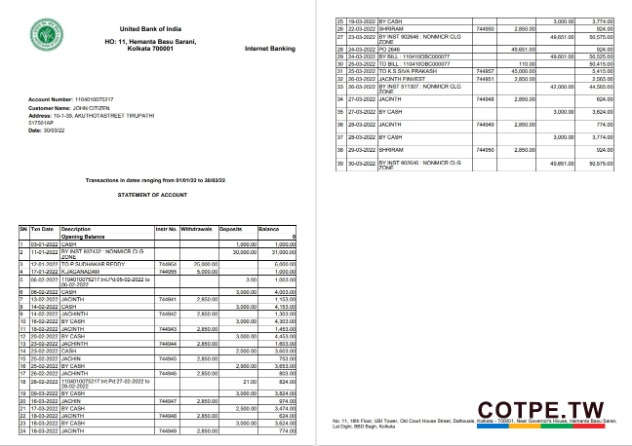 United Bank of India
HO: 11, Hemanta Basu Sarani,
Kolkata 700001
Internet Banking
Account Number: 1104010075217
Customer Name: JOHN CITIZEN
Address: 10-1-39, AKUTHOTASTREET TIRUPATHI
517501AP
Date: 30/03/22
Transactions in dates ranging from 01/01/22 to 30/03/22
STATEMENT OF ACCOUNT
SN Txn Date Description Instr No. Withdrawals Deposits Balance
Opening Balance 0
1 03-01-2022 CASH 1,000.00 1,000.00
2 11-01-2022 BY INST 607432 : NONMICR CLG 30,000.00 31,000.00
ZONE
3 12-01-2022 TO.P SUDHAKAR REDDY 744954 25,000.00 6,000.00
4 17-01-2022 K.JAGANADAM 744955 5,000.00 1,000.00
5 06-02-2022 1104010075217:Int.Pd:05-02-2022 to 3.00 1,003.00
06-02-2022
6 06-02-2022 CASH 3,000.00 4,003.00
7 13-02-2022 JACINTH 744941 2,850.00 1,153.00
8 14-02-2022 CASH 3,000.00 4,153.00
9 14-02-2022 JACHINTH 744942 2,850.00 1,303.00
10 16-02-2022 BY CASH 3,000.00 4,303.00
11 18-02-2022 JACINTH 744943 2,850.00 1,453.00
12 20-02-2022 BY CASH 3,000.00 4,453.00
13 23-02-2022 JACHINTH 744944 2,850.00 1,603.00
14 23-02-2022 CASH 2,000.00 3,603.00
15 25-02-2022 JACHIN 744945 2,850.00 753.00
16 25-02-2022 BY CASH 2,900.00 3,653.00
17 26-02-2022 JACHINTH 744946 2,850.00 803.00
18 28-02-2022 1104010075217:Int.Pd:27-02-2022 to 21.00 824.00
28-02-2022
19 09-03-2022 BY CASH 3,000.00 3,824.00
20 16-03-2022 JACHIN 744947 2,850.00 974.00
21 17-03-2022 BY CASH 2,500.00 3,474.00
22 18-03-2022 JACINTH 744948 2,850.00 624.00
23 18-03-2022 BY CASH 3,000.00 3,624.00
24 18-03-2022 JACINTH 744949 2,850.00 774.00
25 19-03-2022 BY CASH 3,000.00 3,774.00
26 22-03-2022 SHRIRAM 744950 2,850.00 924.00
27 23-03-2022 BY INST 902646 : NONMICR CLG 49,651.00 50,575.00
ZONE
28 24-03-2022 PO 2646 49,651.00 924.00
29 24-03-2022 BY BILL : 1104100BC000077 49,601.00
30 25-03-2022 TO BILL : 1104100BC000077 110.00 50,415.00
31 25-03-2022 TO K.S SIVA PRAKASH 744957 45,000.00 5,415.00
32 26-03-2022 JACINTH FINVEST 744951 2,850.00 2,565.00
33 26-03-2022 BY INST 511307 : NONMICR CLG 42,000.00 44,565.00
ZONE
34 27-03-2022 JACINTH 744948 2,850.00 624.00
35 27-03-2022 BY CASH 3,000.00 3,624.00
36 28-03-2022 JACINTH 744949 2,850.00 774.00
37 28-03-2022 BY CASH 3,000.00 3,774.00
38 29-03-2022 SHRIRAM 744950 2,850.00 924.00
39 30-03-2022 BY INST 902646 : NONMICR CLG 49,651.00 50,575.00
ZONE
COTPE.TW
No. 11, 16th Floor, UBI Tower, Old Court House Street, Dalhousie, Kolkata - 700001, Near Governor's House, Hemanta Basu Saran,
Lal Dighi, BBD Bagh, Kolkata